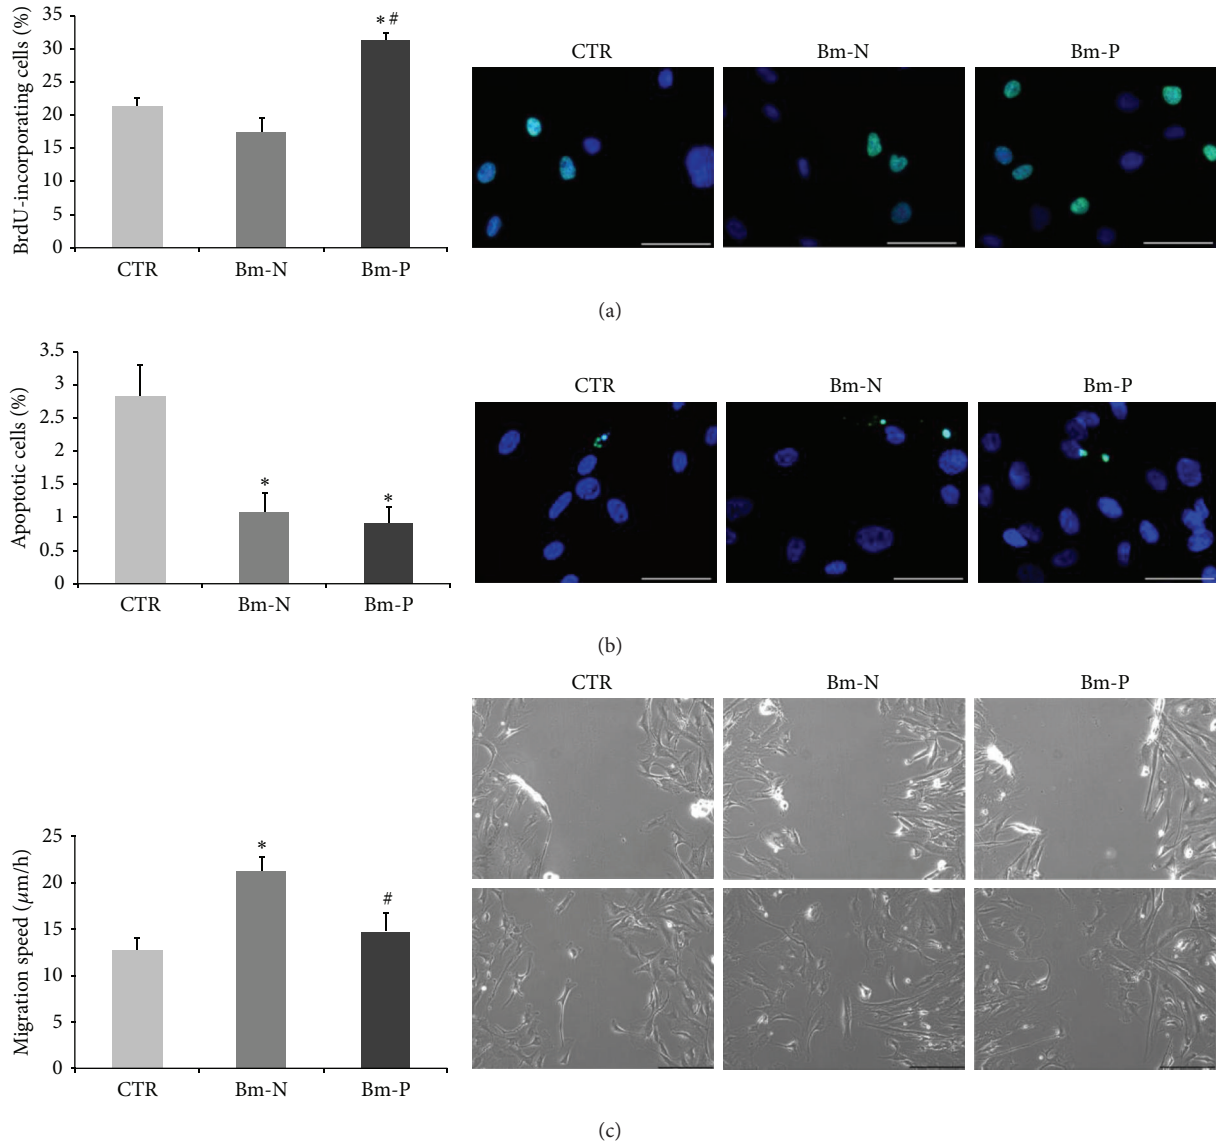 BrdU-incorporating cells (%)
35
30
25
20
15
10
5
0
* #
CTR
Bm-N
Bm-P
CTR
Bm-N
Bm-P
(a)
Apoptotic cells (%)
3.5
3
2.5
2
1.5
1
0.5
0
*
*
CTR
Bm-N
Bm-P
CTR
Bm-N
Bm-P
(b)
Migration speed (μm/h)
25
20
15
10
5
0
*
#
CTR
Bm-N
Bm-P
CTR
Bm-N
Bm-P
(c)